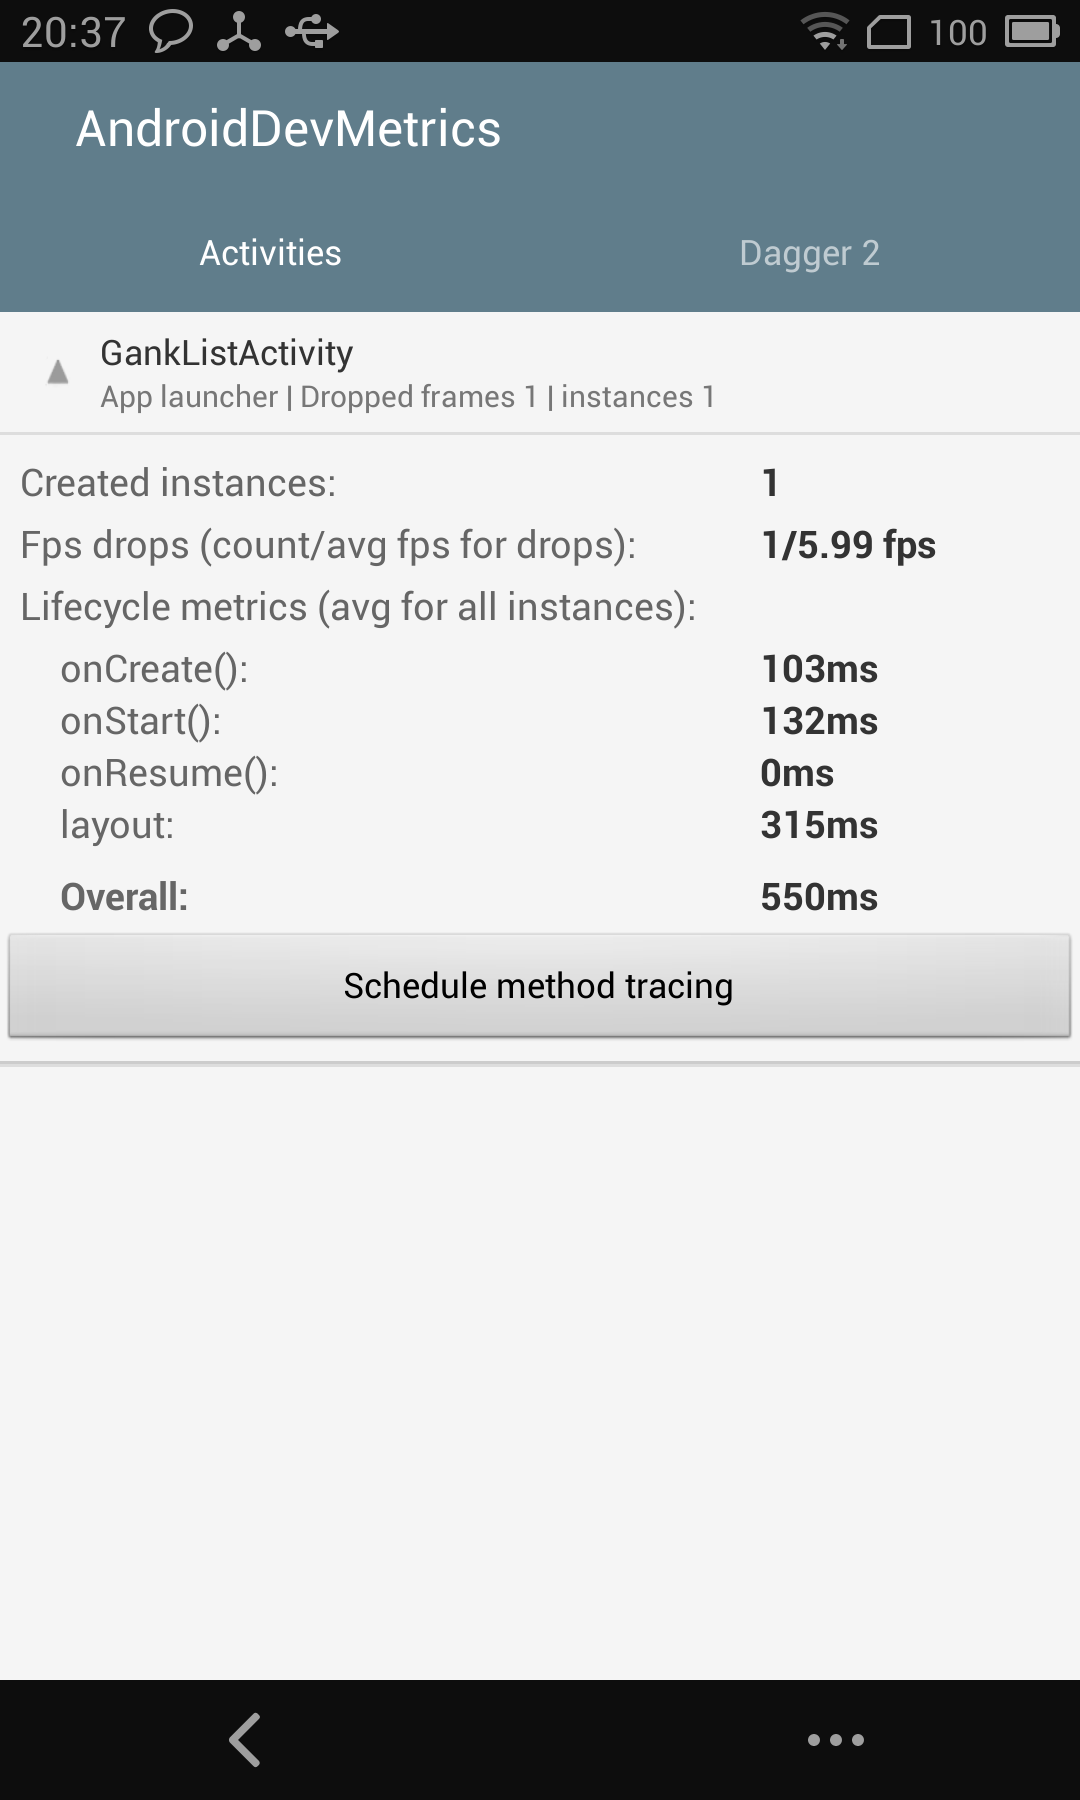 20:37 100
AndroidDevMetrics
Activities Dagger 2
GankListActivity
App launcher | Dropped frames 1 | instances 1
Created instances: 1
Fps drops (count/avg fps for drops): 1/5.99 fps
Lifecycle metrics (avg for all instances):
onCreate(): 103ms
onStart(): 132ms
onResume(): 0ms
layout: 315ms
Overall: 550ms
Schedule method tracing